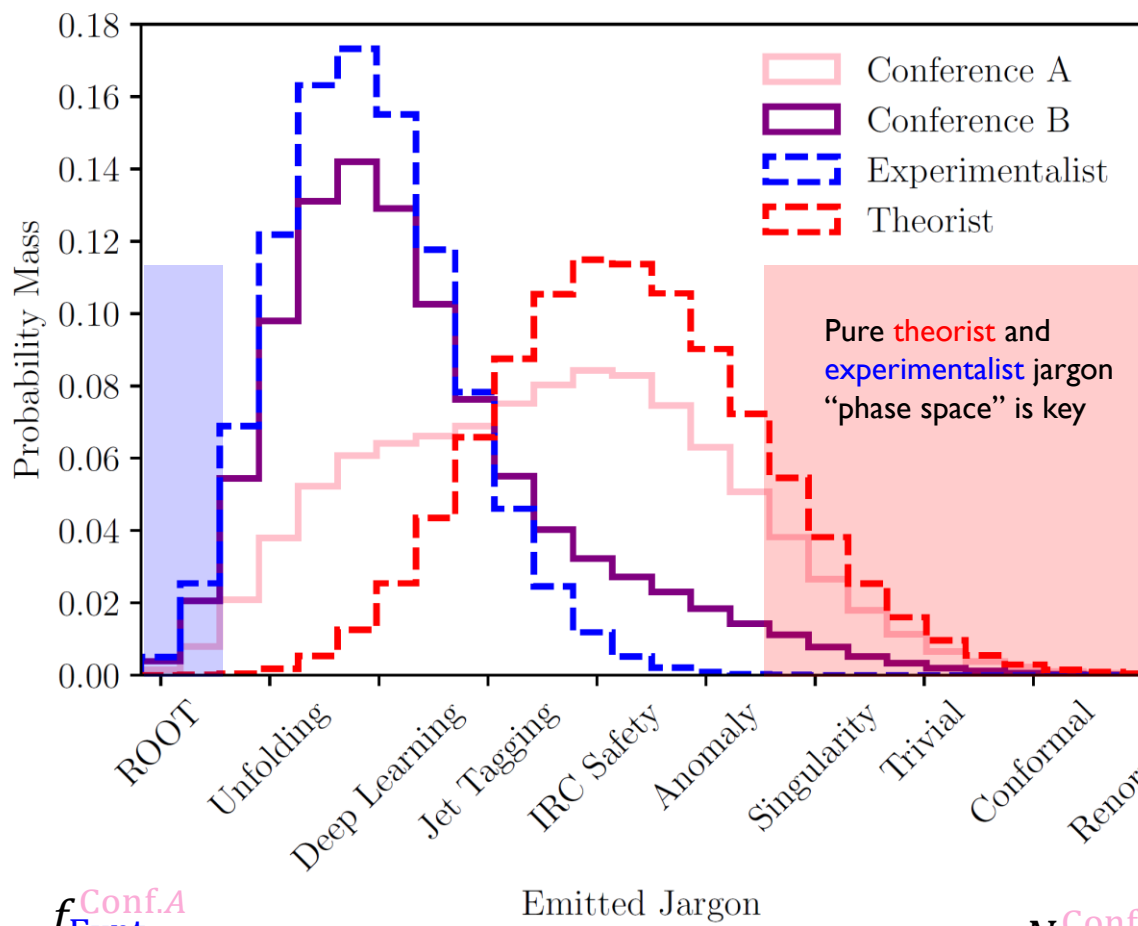 0.18
0.16
0.14
0.12
0.10
0.08
0.06
0.04
0.02
0.00
Probability Mass
Conference A
Conference B
Experimentalist
Theorist
Pure theorist and
experimentalist jargon
“phase space” is key
ROOT
Unfolding
Deep Learning
Jet Tagging
IRC Safety
Anomaly
Singularity
Trivial
Conformal
Emitted Jargon
f Conf.A
Conf